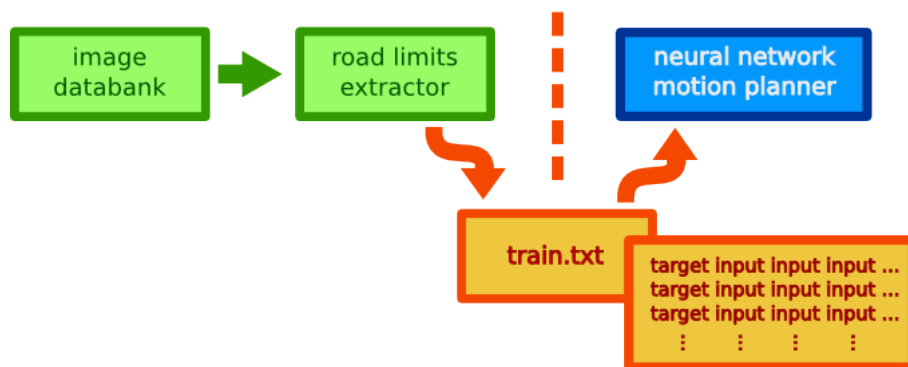 image
databank
road limits
extractor
neural network
motion planner
train.txt
target input input input ...
target input input input ...
target input input input ...
⋮ ⋮ ⋮ ⋮